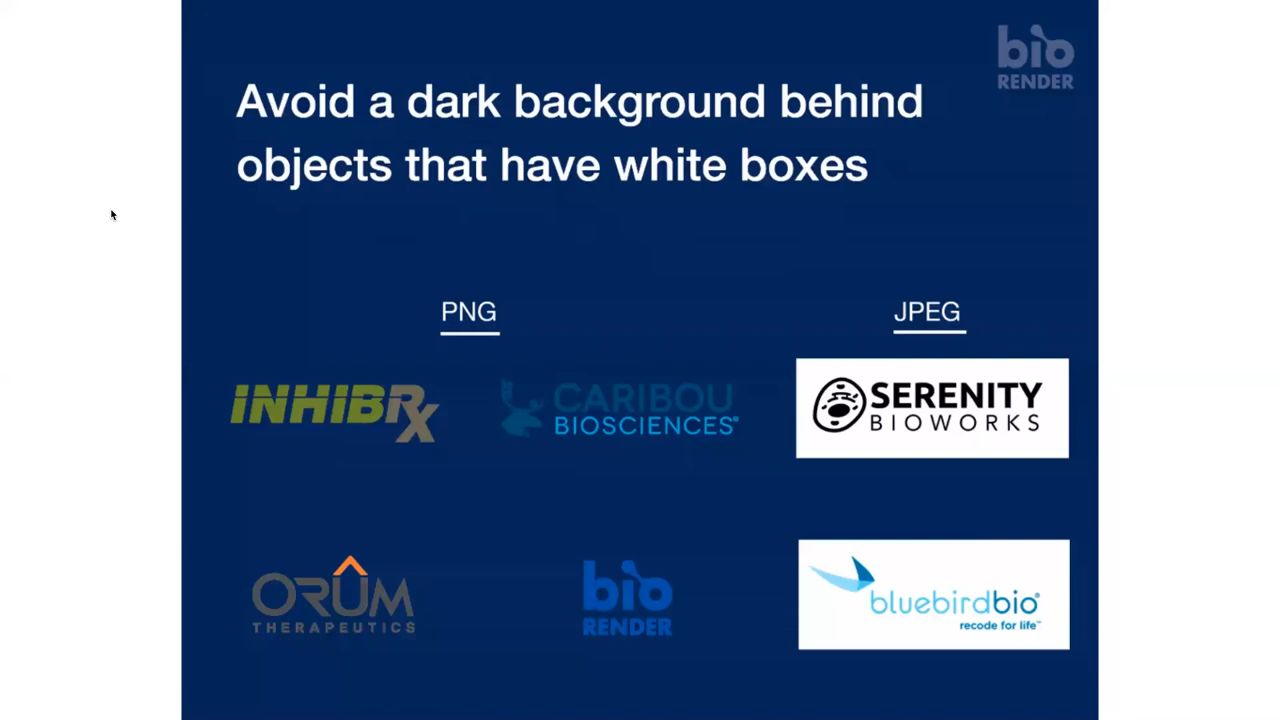 bio
RENDER
Avoid a dark background behind
objects that have white boxes
PNG
JPEG
INHIBRx
CARIBOU
BIOSCIENCES®
SERENITY
BIOWORKS
ORUM
THERAPEUTICS
bio
RENDER
bluebirdbio®
recode for life™